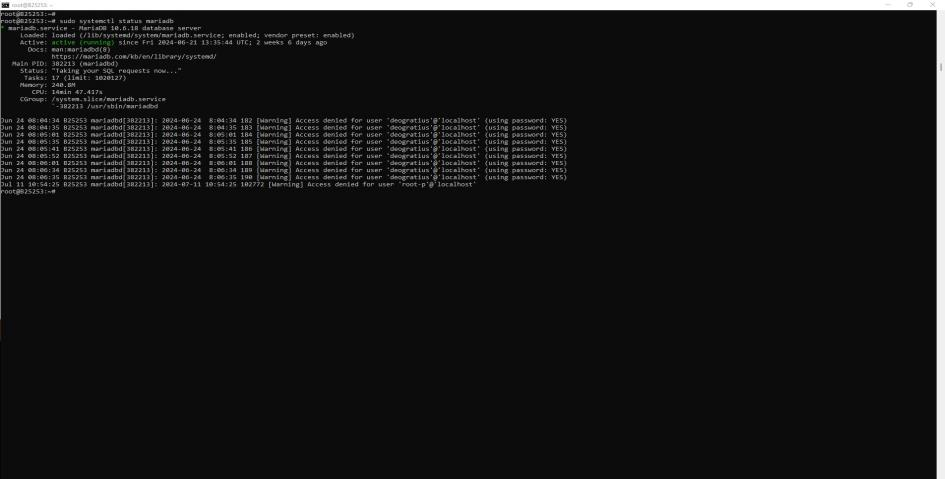 root@B25253: ~
root@B25253:~#
root@B25253:~# sudo systemctl status mariadb
* mariadb.service - MariaDB 10.6.18 database server
Loaded: loaded (/lib/systemd/system/mariadb.service; enabled; vendor preset: enabled)
Active: active (running) since Fri 2024-06-21 13:35:44 UTC; 2 weeks 6 days ago
Docs: man:mariadbd(8)
https://mariadb.com/kb/en/library/systemd/
Main PID: 382213 (mariadbd)
Status: "Taking your SQL requests now..."
Tasks: 17 (limit: 1020127)
Memory: 240.8M
CPU: 14min 47.417s
CGroup: /system.slice/mariadb.service
`-382213 /usr/sbin/mariadbd
Jun 24 08:04:34 B25253 mariadbd[382213]: 2024-06-24  8:04:34 182 [Warning] Access denied for user 'deogratius'@'localhost' (using password: YES)
Jun 24 08:04:35 B25253 mariadbd[382213]: 2024-06-24  8:04:35 183 [Warning] Access denied for user 'deogratius'@'localhost' (using password: YES)
Jun 24 08:05:01 B25253 mariadbd[382213]: 2024-06-24  8:05:01 184 [Warning] Access denied for user 'deogratius'@'localhost' (using password: YES)
Jun 24 08:05:35 B25253 mariadbd[382213]: 2024-06-24  8:05:35 185 [Warning] Access denied for user 'deogratius'@'localhost' (using password: YES)
Jun 24 08:05:41 B25253 mariadbd[382213]: 2024-06-24  8:05:41 186 [Warning] Access denied for user 'deogratius'@'localhost' (using password: YES)
Jun 24 08:05:52 B25253 mariadbd[382213]: 2024-06-24  8:05:52 187 [Warning] Access denied for user 'deogratius'@'localhost' (using password: YES)
Jun 24 08:06:01 B25253 mariadbd[382213]: 2024-06-24  8:06:01 188 [Warning] Access denied for user 'deogratius'@'localhost' (using password: YES)
Jun 24 08:06:34 B25253 mariadbd[382213]: 2024-06-24  8:06:34 189 [Warning] Access denied for user 'deogratius'@'localhost' (using password: YES)
Jun 24 08:06:35 B25253 mariadbd[382213]: 2024-06-24  8:06:35 190 [Warning] Access denied for user 'deogratius'@'localhost' (using password: YES)
Jul 11 10:54:25 B25253 mariadbd[382213]: 2024-07-11 10:54:25 102772 [Warning] Access denied for user 'root-p'@'localhost'
root@B25253:~#